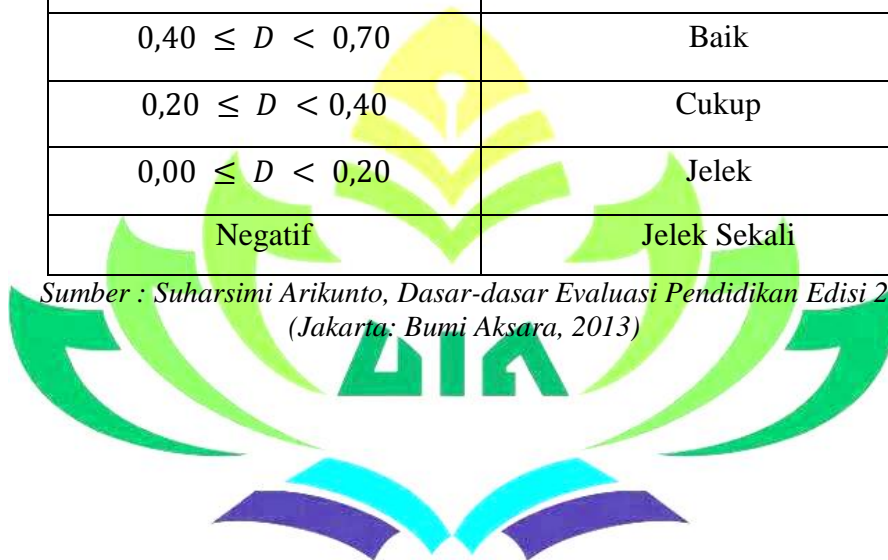 0,40 ≤ D < 0,70 Baik
0,20 ≤ D < 0,40 Cukup
0,00 ≤ D < 0,20 Jelek
Negatif Jelek Sekali
Sumber : Suharsimi Arikunto, Dasar-dasar Evaluasi Pendidikan Edisi 2
(Jakarta: Bumi Aksara, 2013)